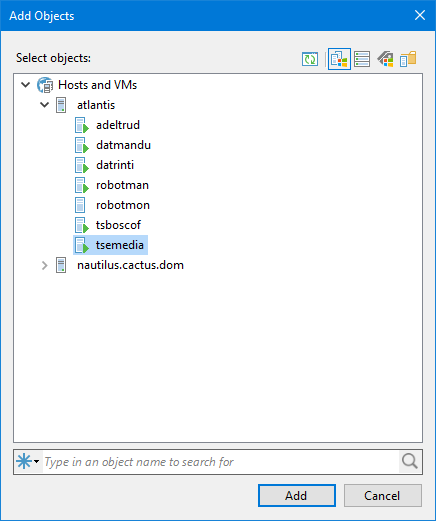 Add Objects
Select objects:
Hosts and VMs
atlantis
adeltrud
datmandu
datrinti
robotman
robotmon
tsboscof
tsemedia
nautilus.cactus.dom
Type in an object name to search for
Add
Cancel